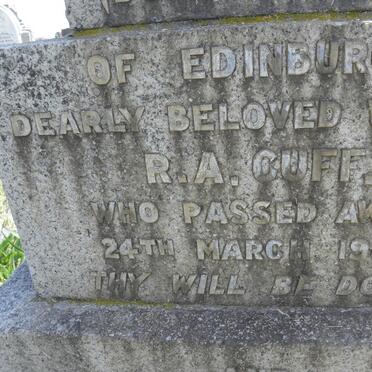 OF EDINBUR
DEARLY BELOVED
R.A. CUFF.
WHO PASSED AW
24TH MARCH 19
THY WILL BE DO